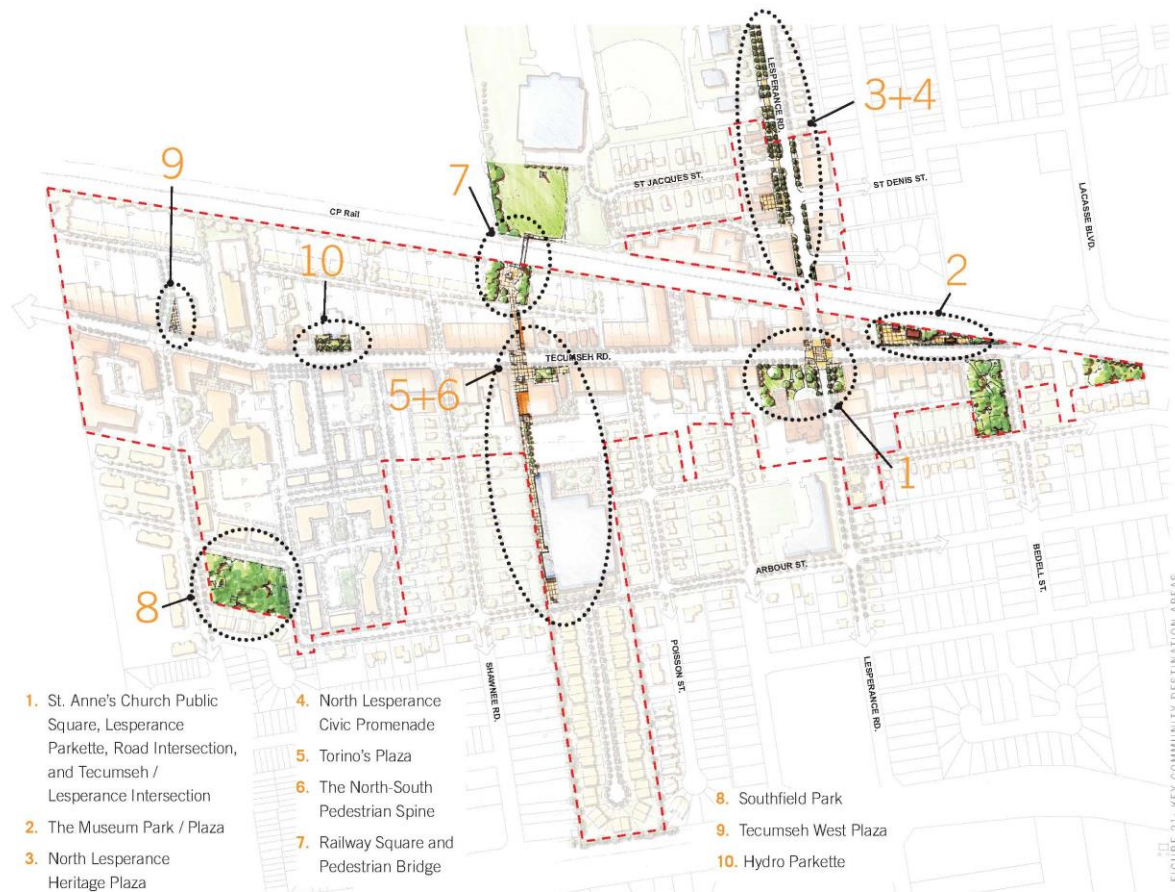 3+4
LESPERANCE RD.
9
7
ST JACQUES ST.
ST DENIS ST.
LACASSE BLVD.
CP Rail
10
2
TECUMSEH RD.
5+6
1
8
ARBOUR ST.
BEDELL ST.
SHAWNEE RD.
POISSON ST.
LESPERANCE RD.
1. St. Anne's Church Public
Square, Lesperance
Parkette, Road Intersection,
and Tecumseh /
Lesperance Intersection
2. The Museum Park / Plaza
3. North Lesperance
Heritage Plaza
4. North Lesperance
Civic Promenade
5. Torino's Plaza
6. The North-South
Pedestrian Spine
7. Railway Square and
Pedestrian Bridge
8. Southfield Park
9. Tecumseh West Plaza
10. Hydro Parkette
KEY COMMUNITY DESTINATION AREAS